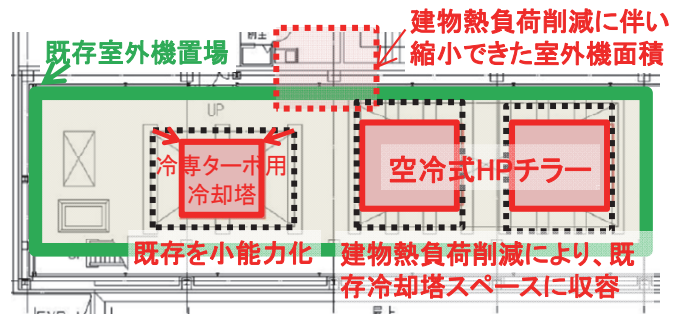 建物熱負荷削減に伴い
縮小できた室外機面積
既存室外機置場
UP
冷専ターボ用
冷却塔
空冷式HPチラー
既存を小能力化
建物熱負荷削減により、既
存冷却塔スペースに収容